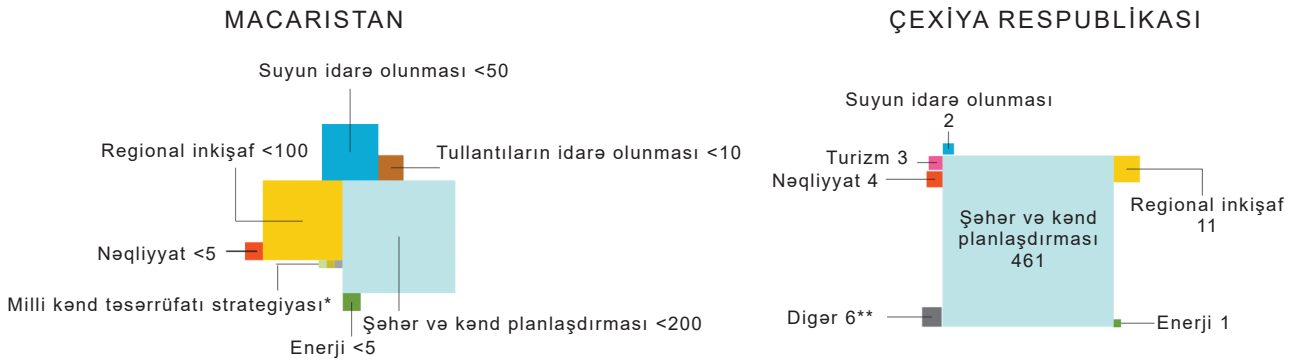 MACARISTAN
Suyun idarə olunması <50
Regional inkişaf <100
Tullantıların idarə olunması <10
Nəqliyyat <5
Milli kənd təsərrüfatı strategiyası*
Şəhər və kənd planlaşdırması <200
Enerji <5
ÇEXİYA RESPUBLİKASI
Suyun idarə olunması
2
Turizm 3
Nəqliyyat 4
Şəhər və kənd
planlaşdırması
461
Regional inkişaf
11
Digər 6**
Enerji 1